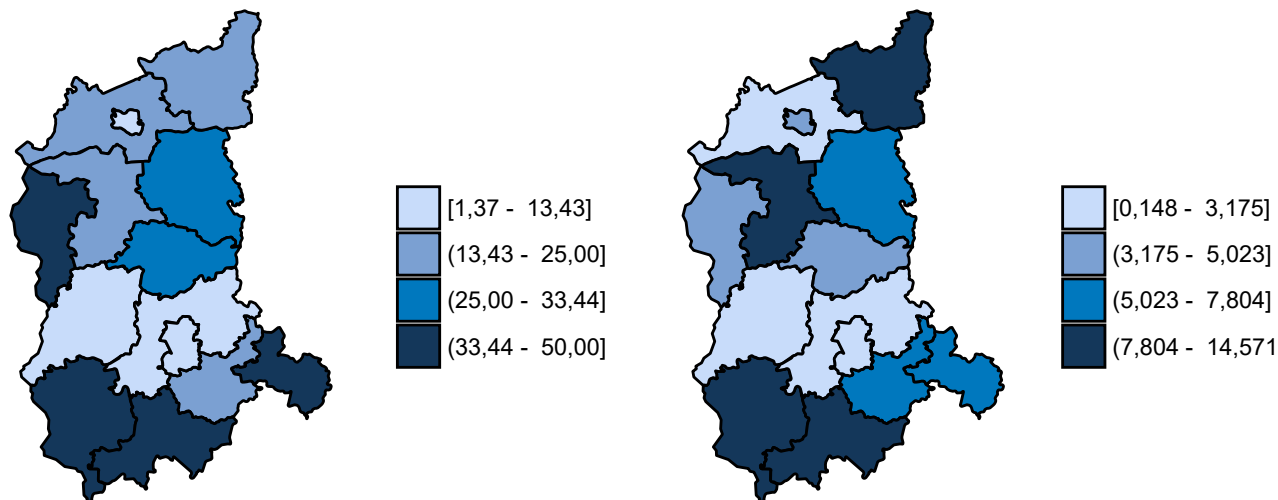 [1,37 - 13,43]
(13,43 - 25,00]
(25,00 - 33,44]
(33,44 - 50,00]
[0,148 - 3,175]
(3,175 - 5,023]
(5,023 - 7,804]
(7,804 - 14,571